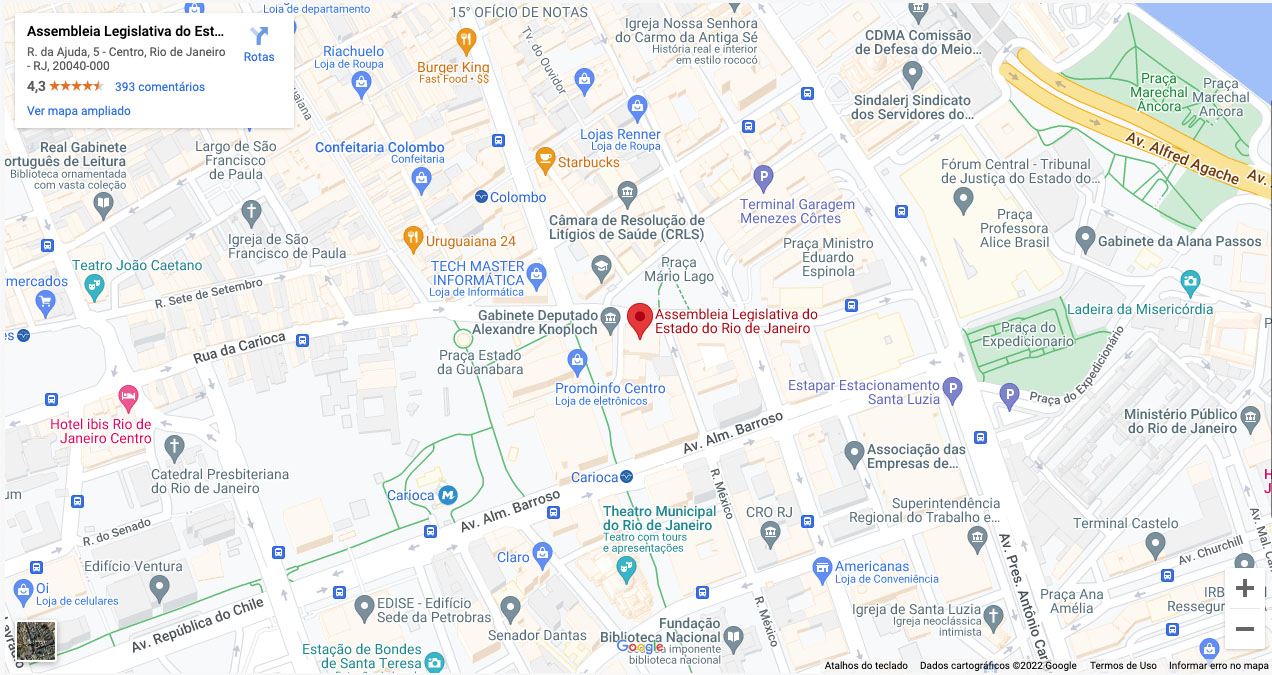 Assembleia Legislativa do Est...
R. da Ajuda, 5 - Centro, Rio de Janeiro
- RJ, 20040-000
4,3
393 comentários
Ver mapa ampliado
Rotas
Loja de departamento
15° OFÍCIO DE NOTAS
Riachuelo
Loja de Roupa
Burger King
Fast Food • $$
Tv. do Ouvidor
Igreja Nossa Senhora
do Carmo da Antiga Sé
História real e interior
em estilo rococó
CDMA Comissão
de Defesa do Meio...
Sindalerj Sindicato
dos Servidores do...
Praça
Marechal
Âncora
Praça
Marechal
Âncora
Av. Alfred Agache
Av.
Real Gabinete
ortuguês de Leitura
Biblioteca ornamentada
com vasta coleção
Largo de São
Francisco
de Paula
Confeitaria Colombo
Confeitaria
Lojas Renner
Loja de Roupa
Starbucks
Colombo
Terminal Garagem
Menezes Côrtes
Fórum Central - Tribunal
de Justiça do Estado do...
Praça
Professora
Alice Brasil
Gabinete da Alana Passos
Igreja de São
Francisco de Paula
Câmara de Resolução de
Litígios de Saúde (CRLS)
Uruguaiana 24
Praça Ministro
Eduardo
Espinola
Teatro João Caetano
TECH MASTER
INFORMÁTICA
Loja de Informática
Praça
Mário Lago
mercados
R. Sete de Setembro
Ladeira da Misericórdia
Gabinete Deputado
Alexandre Knoploch
Assembleia Legislativa do
Estado do Rio de Janeiro
es
Rua da Carioca
Praça Estado
da Guanabara
Praça do
Expedicionario
Praça do Expedicionário
Promoinfo Centro
Loja de eletrônicos
Estapar Estacionamento
Santa Luzia
Hotel ibis Rio de
Janeiro Centro
Av. Alm. Barroso
Ministério Público
do Rio de Janeiro
Catedral Presbiteriana
do Rio de Janeiro
Associação das
Empresas de...
Carioca
R. México
um
Carioca
Av. Alm. Barroso
Theatro Municipal
do Rio de Janeiro
Teatro com tours
e apresentações
CRO RJ
Superintendência
Regional do Trabalho e...
Terminal Castelo
R. do Senado
Claro
Av. Churchill
Edifício Ventura
Americanas
Loja de Conveniência
Oi
Loja de celulares
EDISE - Edifício
Sede da Petrobras
Senador Dantas
R. México
Igreja de Santa Luzia
Igreja neoclássica
intimista
Praça Ana
Amélia
IRB
Ressegur
Av. República do Chile
Fundação
Biblioteca Nacional
a imponente
biblioteca nacional
Estação de Bondes
de Santa Teresa
Google
Atalhos do teclado
Dados cartográficos ©2022 Google
Termos de Uso
Informar erro no mapa